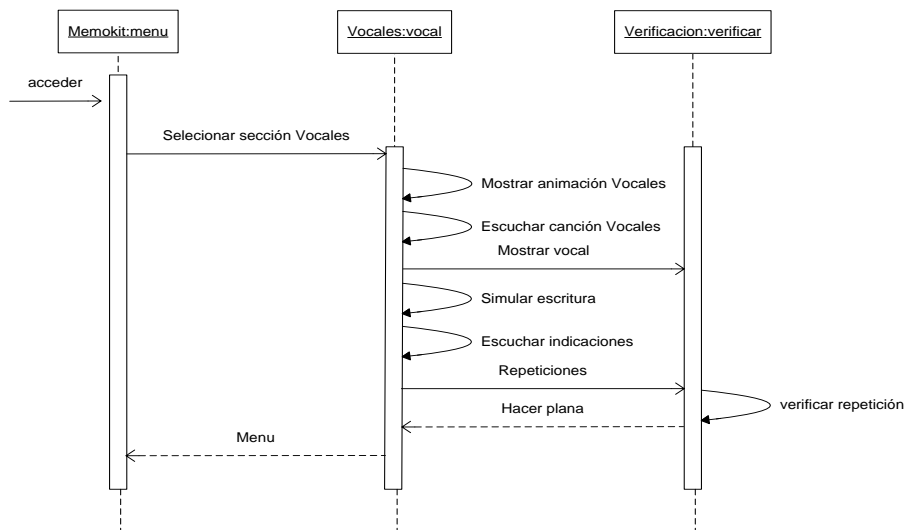 Memokit:menu
Vocales:vocal
Verificacion:verificar
acceder
Selecionar sección Vocales
Mostrar animación Vocales
Escuchar canción Vocales
Mostrar vocal
Simular escritura
Escuchar indicaciones
Repeticiones
verificar repetición
Hacer plana
Menu